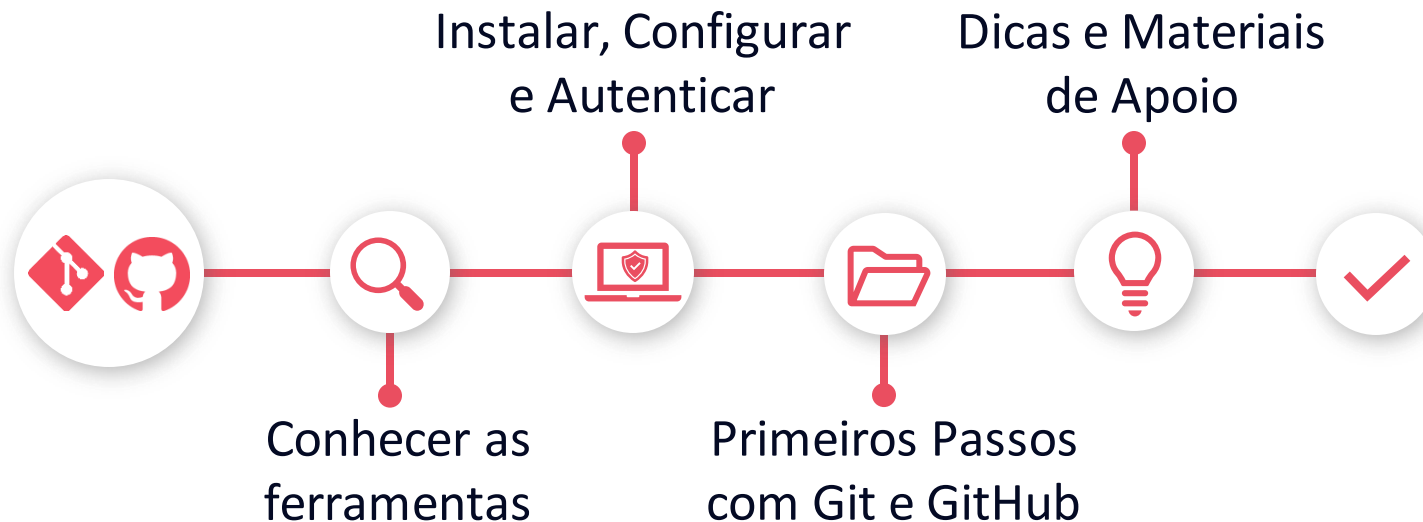 Instalar, Configurar
e Autenticar
Dicas e Materiais
de Apoio
Conhecer as
ferramentas
Primeiros Passos
com Git e GitHub